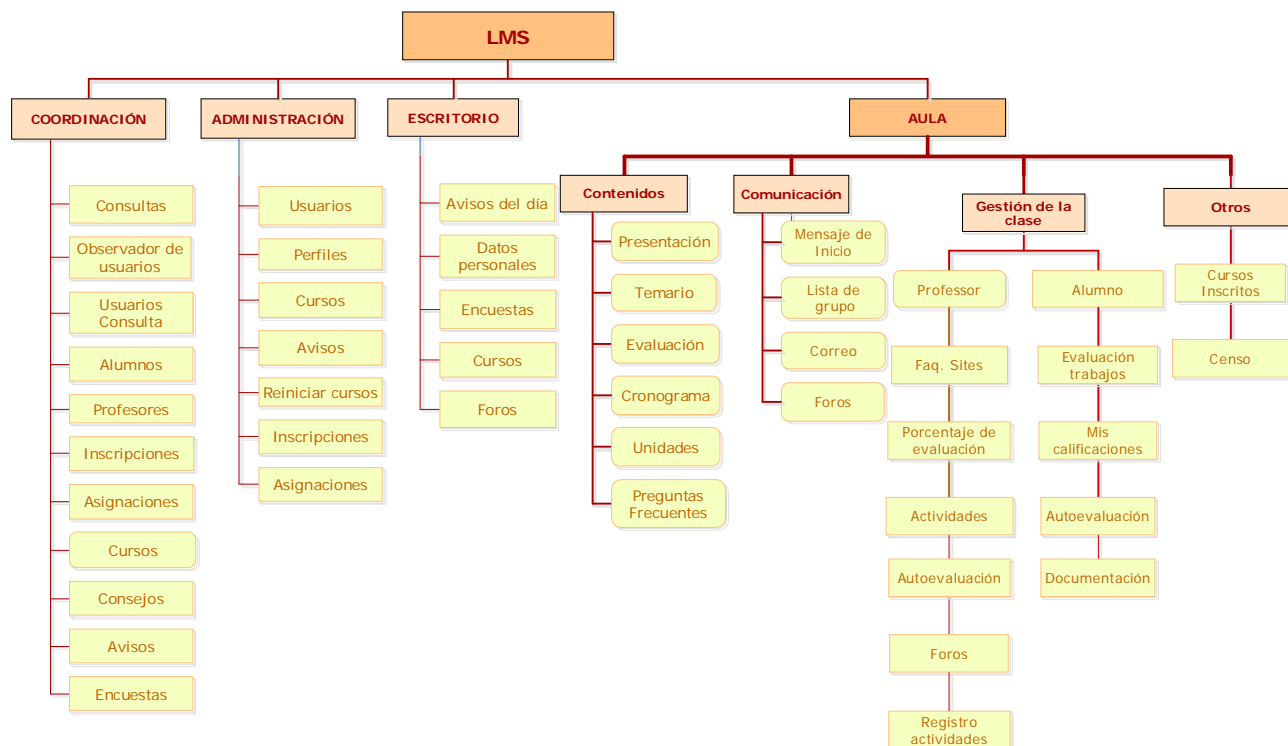 LMS
COORDINACIÓN
Consultas
Observador de
usuarios
Usuarios
Consulta
Alumnos
Profesores
Inscripciones
Asignaciones
Cursos
Consejos
Avisos
Encuestas
ADMINISTRACIÓN
Usuarios
Perfiles
Cursos
Avisos
Reiniciar cursos
Inscripciones
Asignaciones
ESCRITORIO
Avisos del día
Datos
personales
Encuestas
Cursos
Foros
AULA
Contenidos
Presentación
Temario
Evaluación
Cronograma
Unidades
Preguntas
Frecuentes
Comunicación
Mensaje de
Inicio
Lista de
grupo
Correo
Foros
Gestión de la
clase
Professor
Faq. Sites
Porcentaje de
evaluación
Actividades
Autoevaluación
Foros
Registro
actividades
Alumno
Evaluación
trabajos
Mis
calificaciones
Autoevaluación
Documentación
Otros
Cursos
Inscritos
Censo